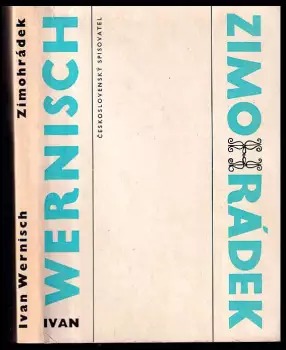 Ivan Wernisch
Zimohrádek
IVAN
WERNISCH
ČESKOSLOVENSKÝ SPISOVATEL
ZIMOHRÁDEK